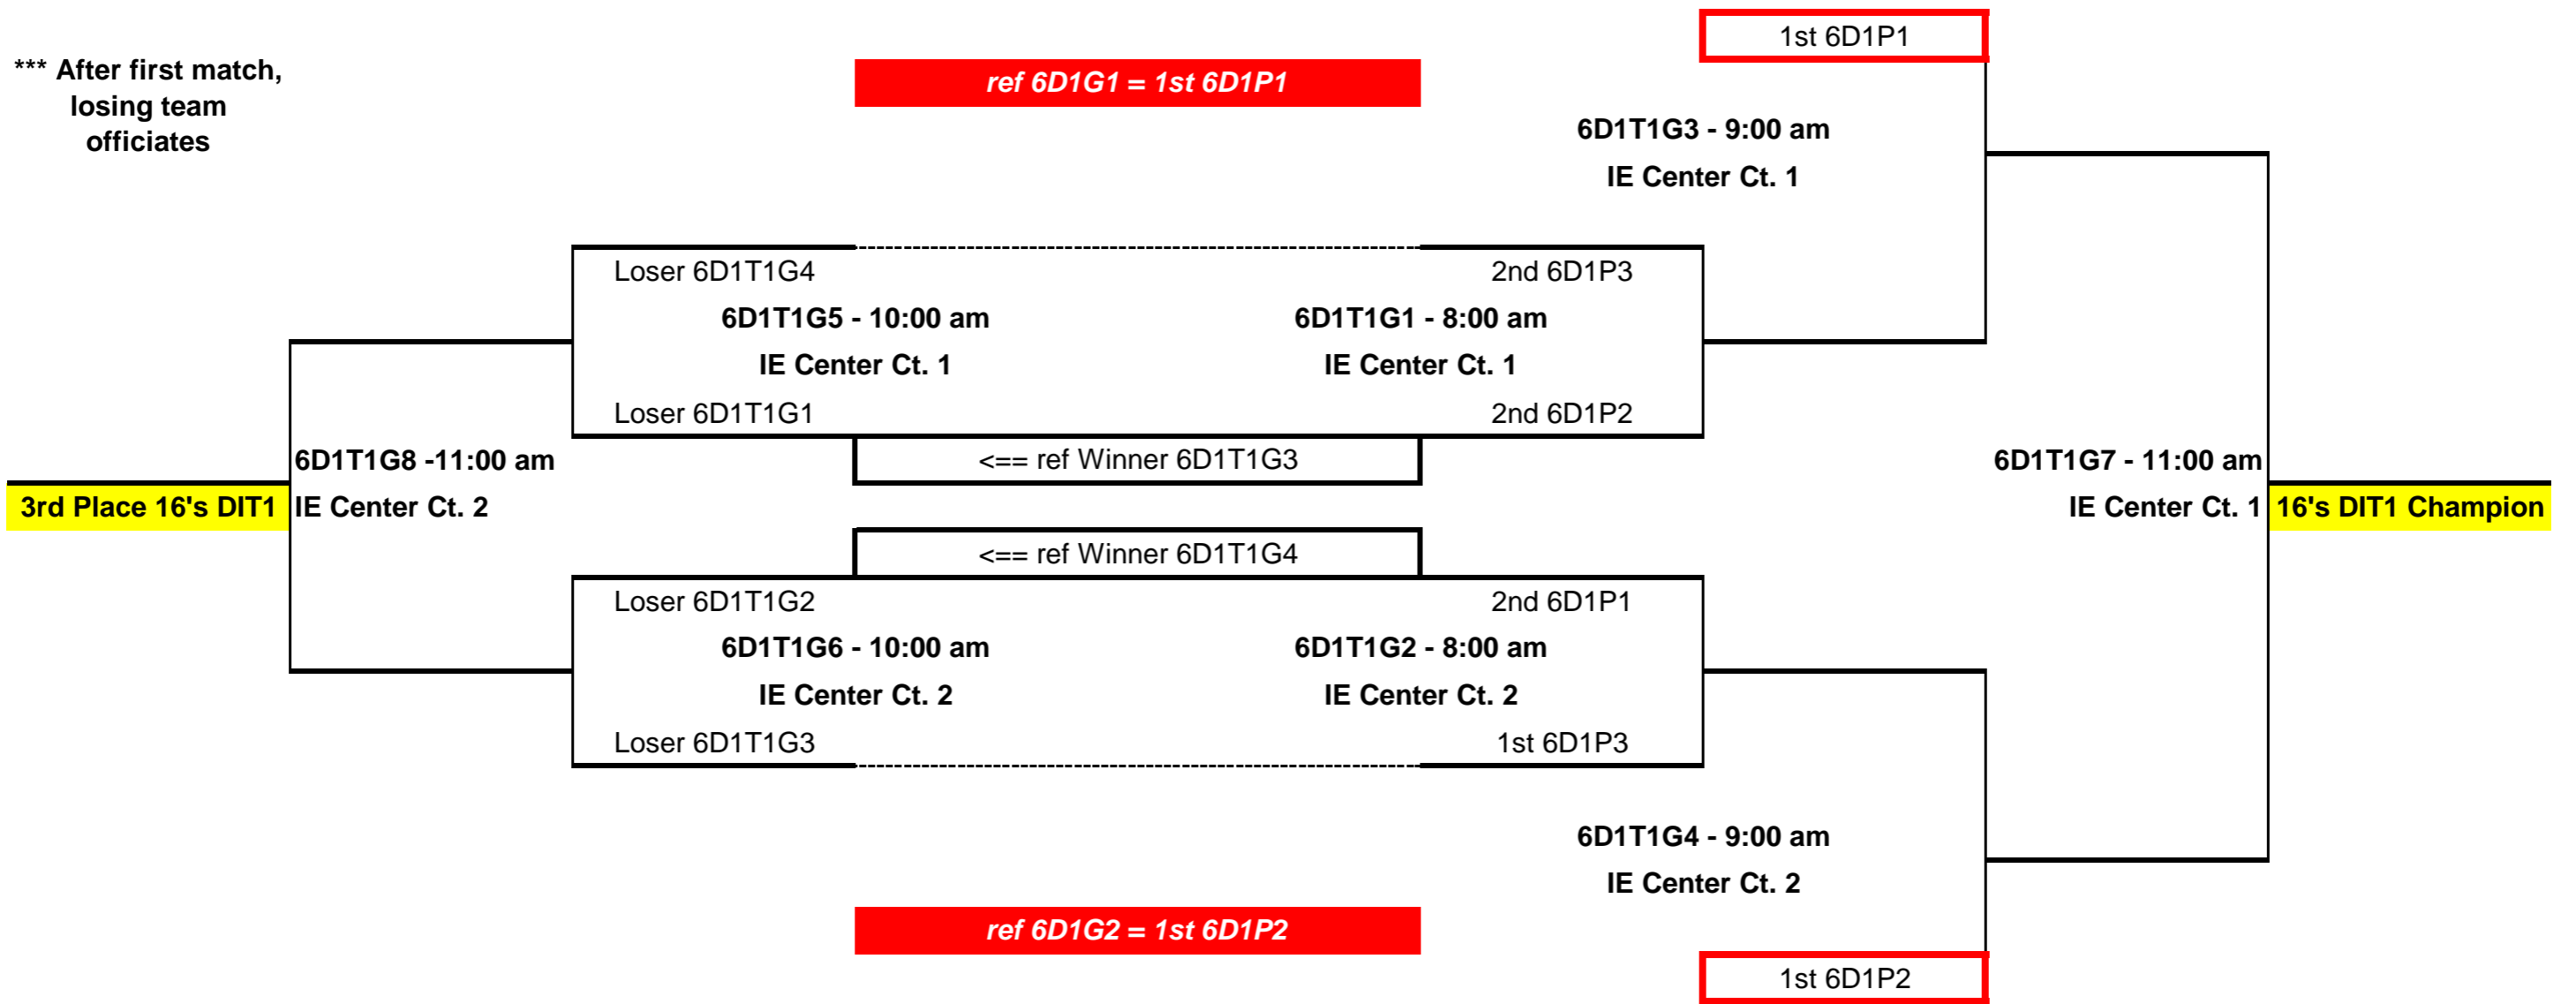 1st 6D1P1
*** After first match,
losing team
officiates
ref 6D1G1 = 1st 6D1P1
6D1T1G3 - 9:00 am
IE Center Ct. 1
Loser 6D1T1G4
2nd 6D1P3
6D1T1G5 - 10:00 am
6D1T1G1 - 8:00 am
IE Center Ct. 1
IE Center Ct. 1
Loser 6D1T1G1
2nd 6D1P2
6D1T1G8 -11:00 am
<== ref Winner 6D1T1G3
6D1T1G7 - 11:00 am
3rd Place 16's DIT1
IE Center Ct. 2
IE Center Ct. 1
16's DIT1 Champion
<== ref Winner 6D1T1G4
Loser 6D1T1G2
2nd 6D1P1
6D1T1G6 - 10:00 am
6D1T1G2 - 8:00 am
IE Center Ct. 2
IE Center Ct. 2
Loser 6D1T1G3
1st 6D1P3
6D1T1G4 - 9:00 am
IE Center Ct. 2
ref 6D1G2 = 1st 6D1P2
1st 6D1P2